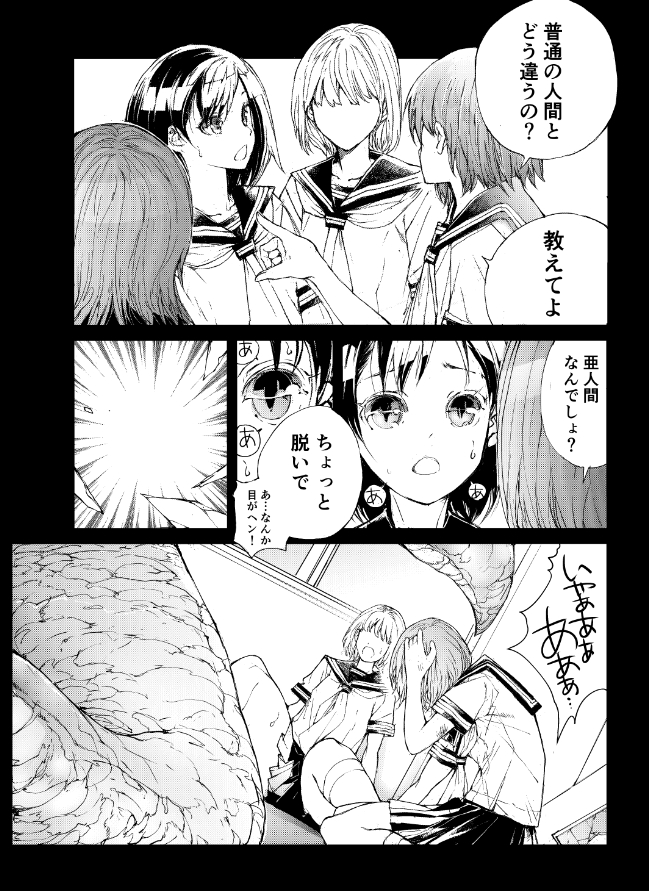 普通の人間と
どう違うの？
教えてよ
亜人間
なんでしょ？
あ
あ
ちょっと
脱いで
あ
あ
あ…なんか
目がヘン！
いやぁああぁ
あぁぁ…